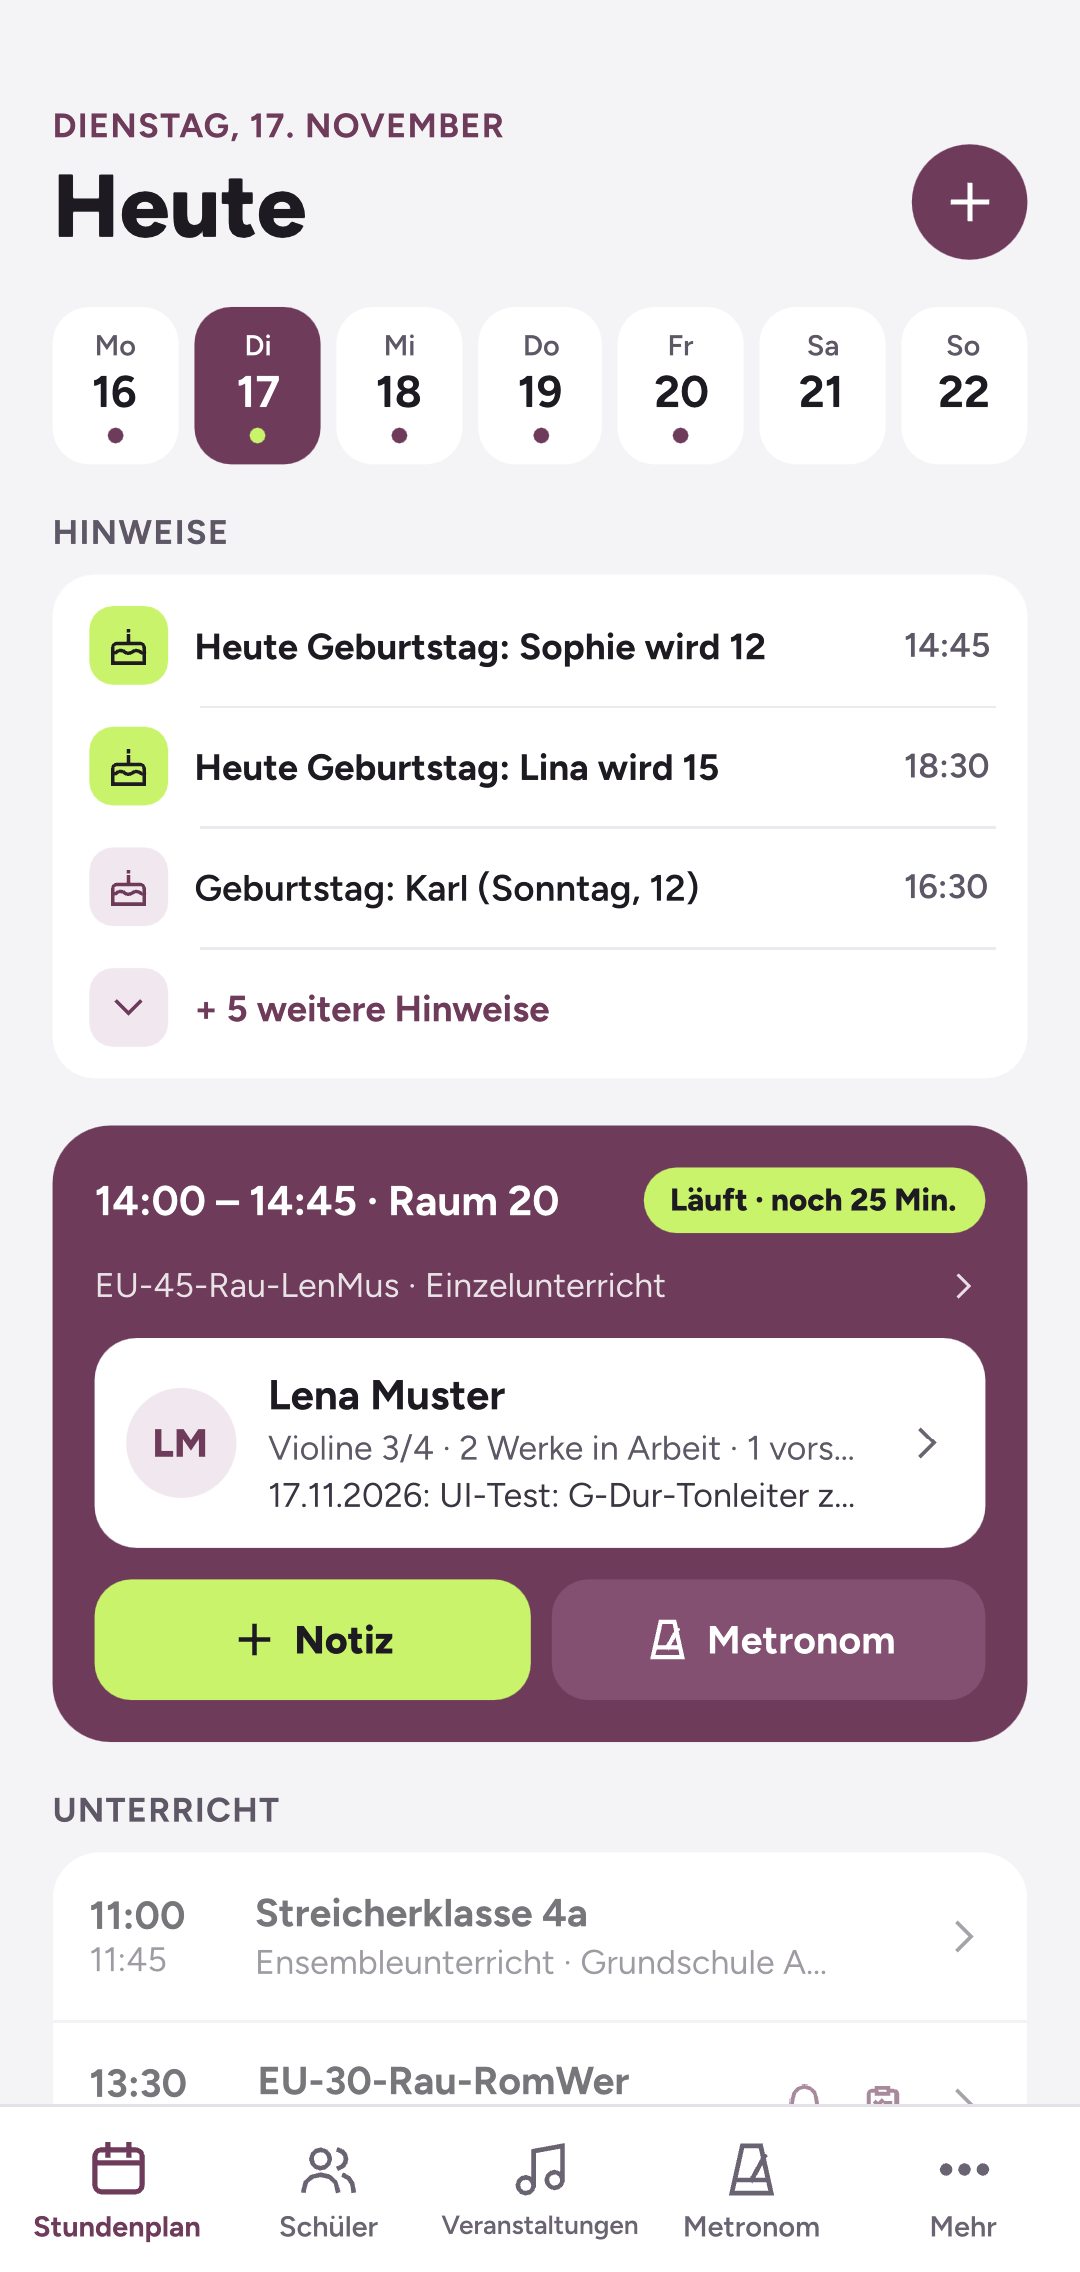 DIENSTAG, 17. NOVEMBER
Heute
Mo Di Mi Do Fr Sa So
16 17 18 19 20 21 22
HINWEISE
Heute Geburtstag: Sophie wird 12 14:45
Heute Geburtstag: Lina wird 15 18:30
Geburtstag: Karl (Sonntag, 12) 16:30
+ 5 weitere Hinweise
14:00 – 14:45 · Raum 20 Läuft · noch 25 Min.
EU-45-Rau-LenMus · Einzelunterricht
LM
Lena Muster
Violine 3/4 · 2 Werke in Arbeit · 1 vors...
17.11.2026: UI-Test: G-Dur-Tonleiter z...
+ Notiz Metronom
UNTERRICHT
11:00 Streicherklasse 4a
11:45 Ensembleunterricht · Grundschule A...
13:30 EU-30-Rau-RomWer
Stundenplan Schüler Veranstaltungen Metronom Mehr